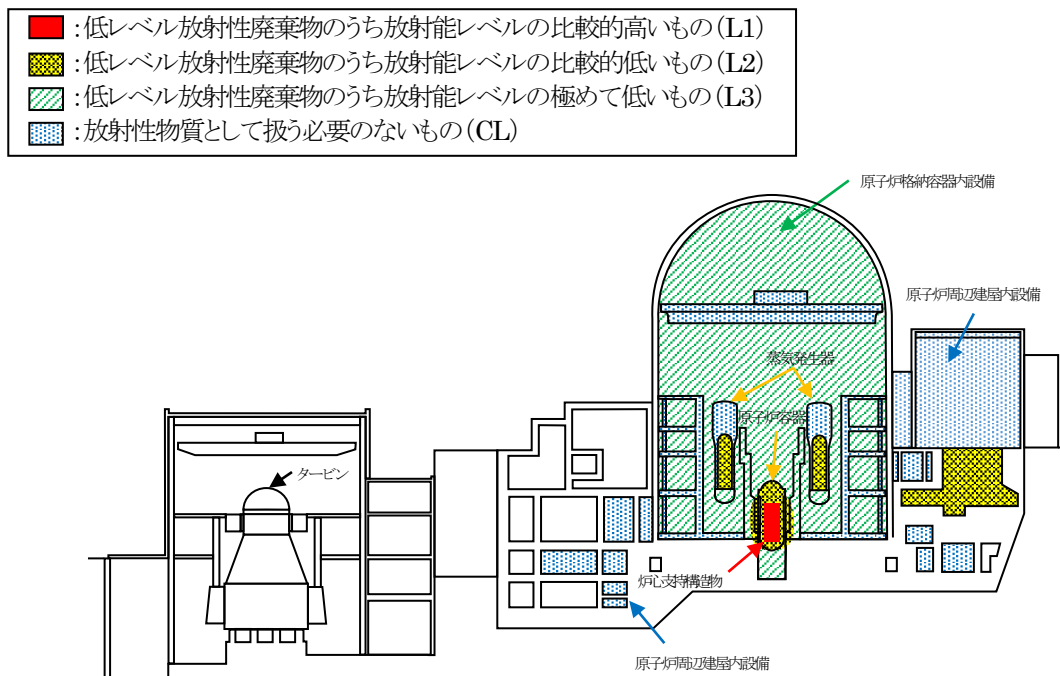 ：低レベル放射性廃棄物のうち放射能レベルの比較的高いもの（L1）
：低レベル放射性廃棄物のうち放射能レベルの比較的低いもの（L2）
：低レベル放射性廃棄物のうち放射能レベルの極めて低いもの（L3）
：放射性物質として扱う必要のないもの（CL）
原子炉格納容器内設備
原子炉周辺建屋内設備
蒸気発生器
原子炉容器
タービン
炉心支持構造物
原子炉周辺建屋内設備